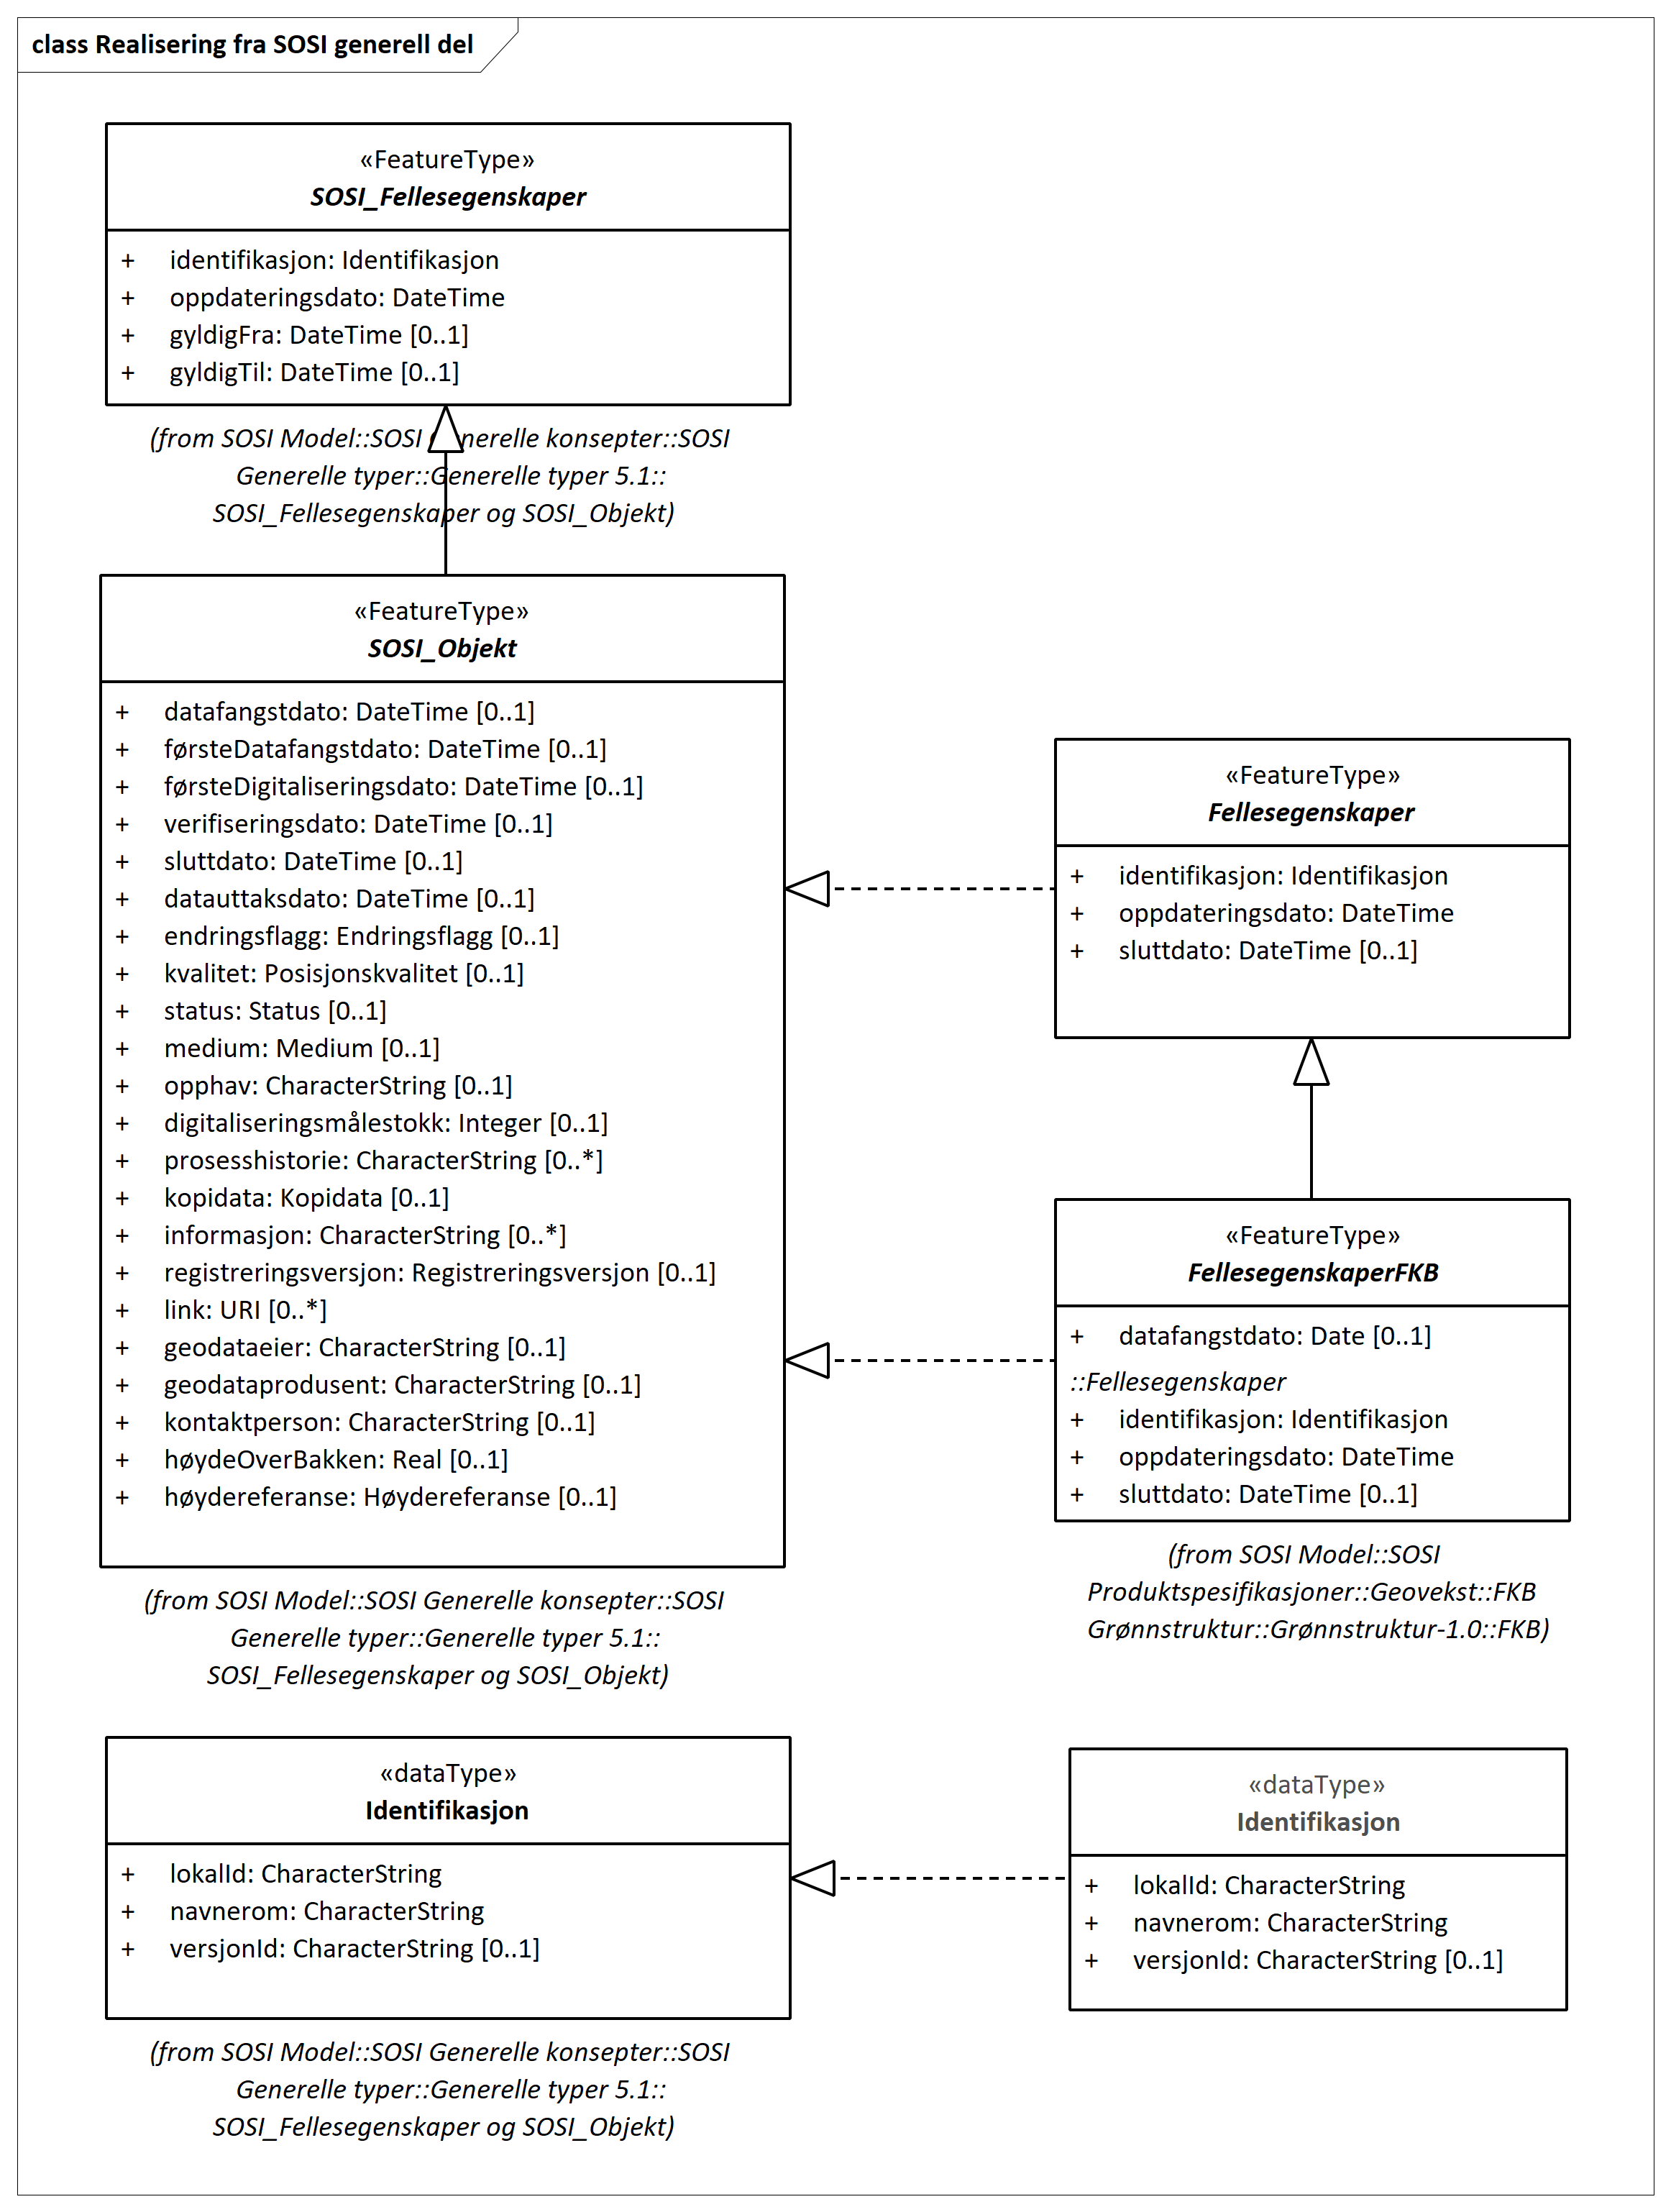 class Realisering fra SOSI generell del
«FeatureType»
SOSI_Fellesegenskaper
+ identifikasjon: Identifikasjon
+ oppdateringsdato: DateTime
+ gyldigFra: DateTime [0..1]
+ gyldigTil: DateTime [0..1]
(from SOSI Model::SOSI Generelle konsepter::SOSI
Generelle typer::Generelle typer 5.1::
SOSI_Fellesegenskaper og SOSI_Objekt)
«FeatureType»
SOSI_Objekt
+ datafangstdato: DateTime [0..1]
+ førsteDatafangstdato: DateTime [0..1]
+ førsteDigitaliseringsdato: DateTime [0..1]
+ verifiseringsdato: DateTime [0..1]
+ sluttdato: DateTime [0..1]
+ datauttaksdato: DateTime [0..1]
+ endringsflagg: Endringsflagg [0..1]
+ kvalitet: Posisjonskvalitet [0..1]
+ status: Status [0..1]
+ medium: Medium [0..1]
+ opphav: CharacterString [0..1]
+ digitaliseringsmålestokk: Integer [0..1]
+ prosesshistorie: CharacterString [0..*]
+ kopidata: Kopidata [0..1]
+ informasjon: CharacterString [0..*]
+ registreringsversjon: Registreringsversjon [0..1]
+ link: URI [0..*]
+ geodataeier: CharacterString [0..1]
+ geodataprodusent: CharacterString [0..1]
+ kontaktperson: CharacterString [0..1]
+ høydeOverBakken: Real [0..1]
+ høydereferanse: Høydereferanse [0..1]
(from SOSI Model::SOSI Generelle konsepter::SOSI
Generelle typer::Generelle typer 5.1::
SOSI_Fellesegenskaper og SOSI_Objekt)
«FeatureType»
Fellesegenskaper
+ identifikasjon: Identifikasjon
+ oppdateringsdato: DateTime
+ sluttdato: DateTime [0..1]
«FeatureType»
FellesegenskaperFKB
+ datafangstdato: Date [0..1]
::Fellesegenskaper
+ identifikasjon: Identifikasjon
+ oppdateringsdato: DateTime
+ sluttdato: DateTime [0..1]
(from SOSI Model::SOSI
Produktspesifikasjoner::Geovekst::FKB
Grønnstruktur::Grønnstruktur-1.0::FKB)
«dataType»
Identifikasjon
+ lokalId: CharacterString
+ navnerom: CharacterString
+ versjonId: CharacterString [0..1]
(from SOSI Model::SOSI Generelle konsepter::SOSI
Generelle typer::Generelle typer 5.1::
SOSI_Fellesegenskaper og SOSI_Objekt)
«dataType»
Identifikasjon
+ lokalId: CharacterString
+ navnerom: CharacterString
+ versjonId: CharacterString [0..1]